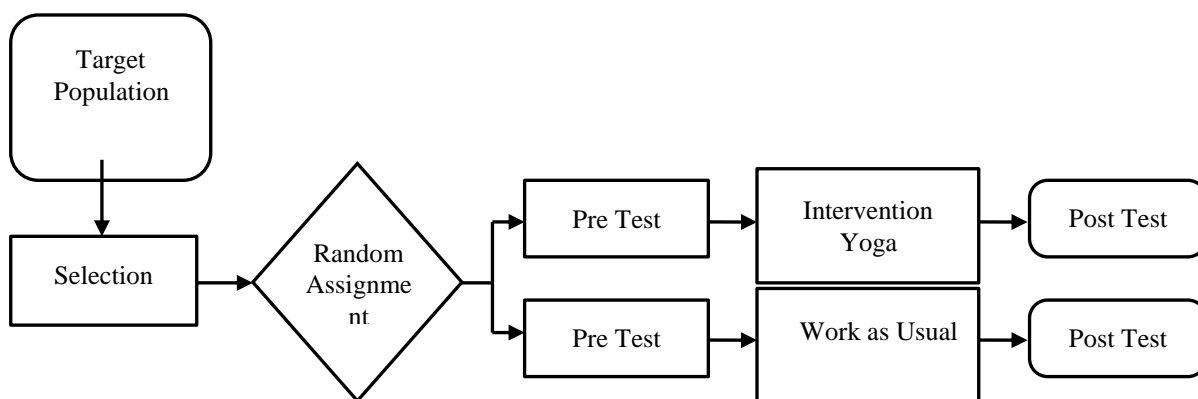 Target
Population
Selection
Random
Assignme
nt
Pre Test
Intervention
Yoga
Post Test
Pre Test
Work as Usual
Post Test